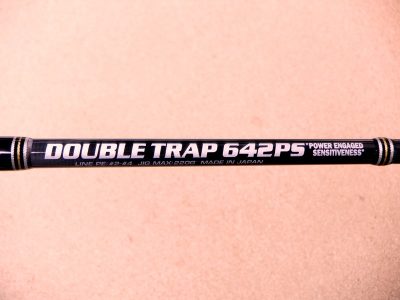 DOUBLE TRAP 642PS "POWER ENGAGED
SENSITIVENESS"
LINE PE:#2-#4 JIG MAX:220G MADE IN JAPAN